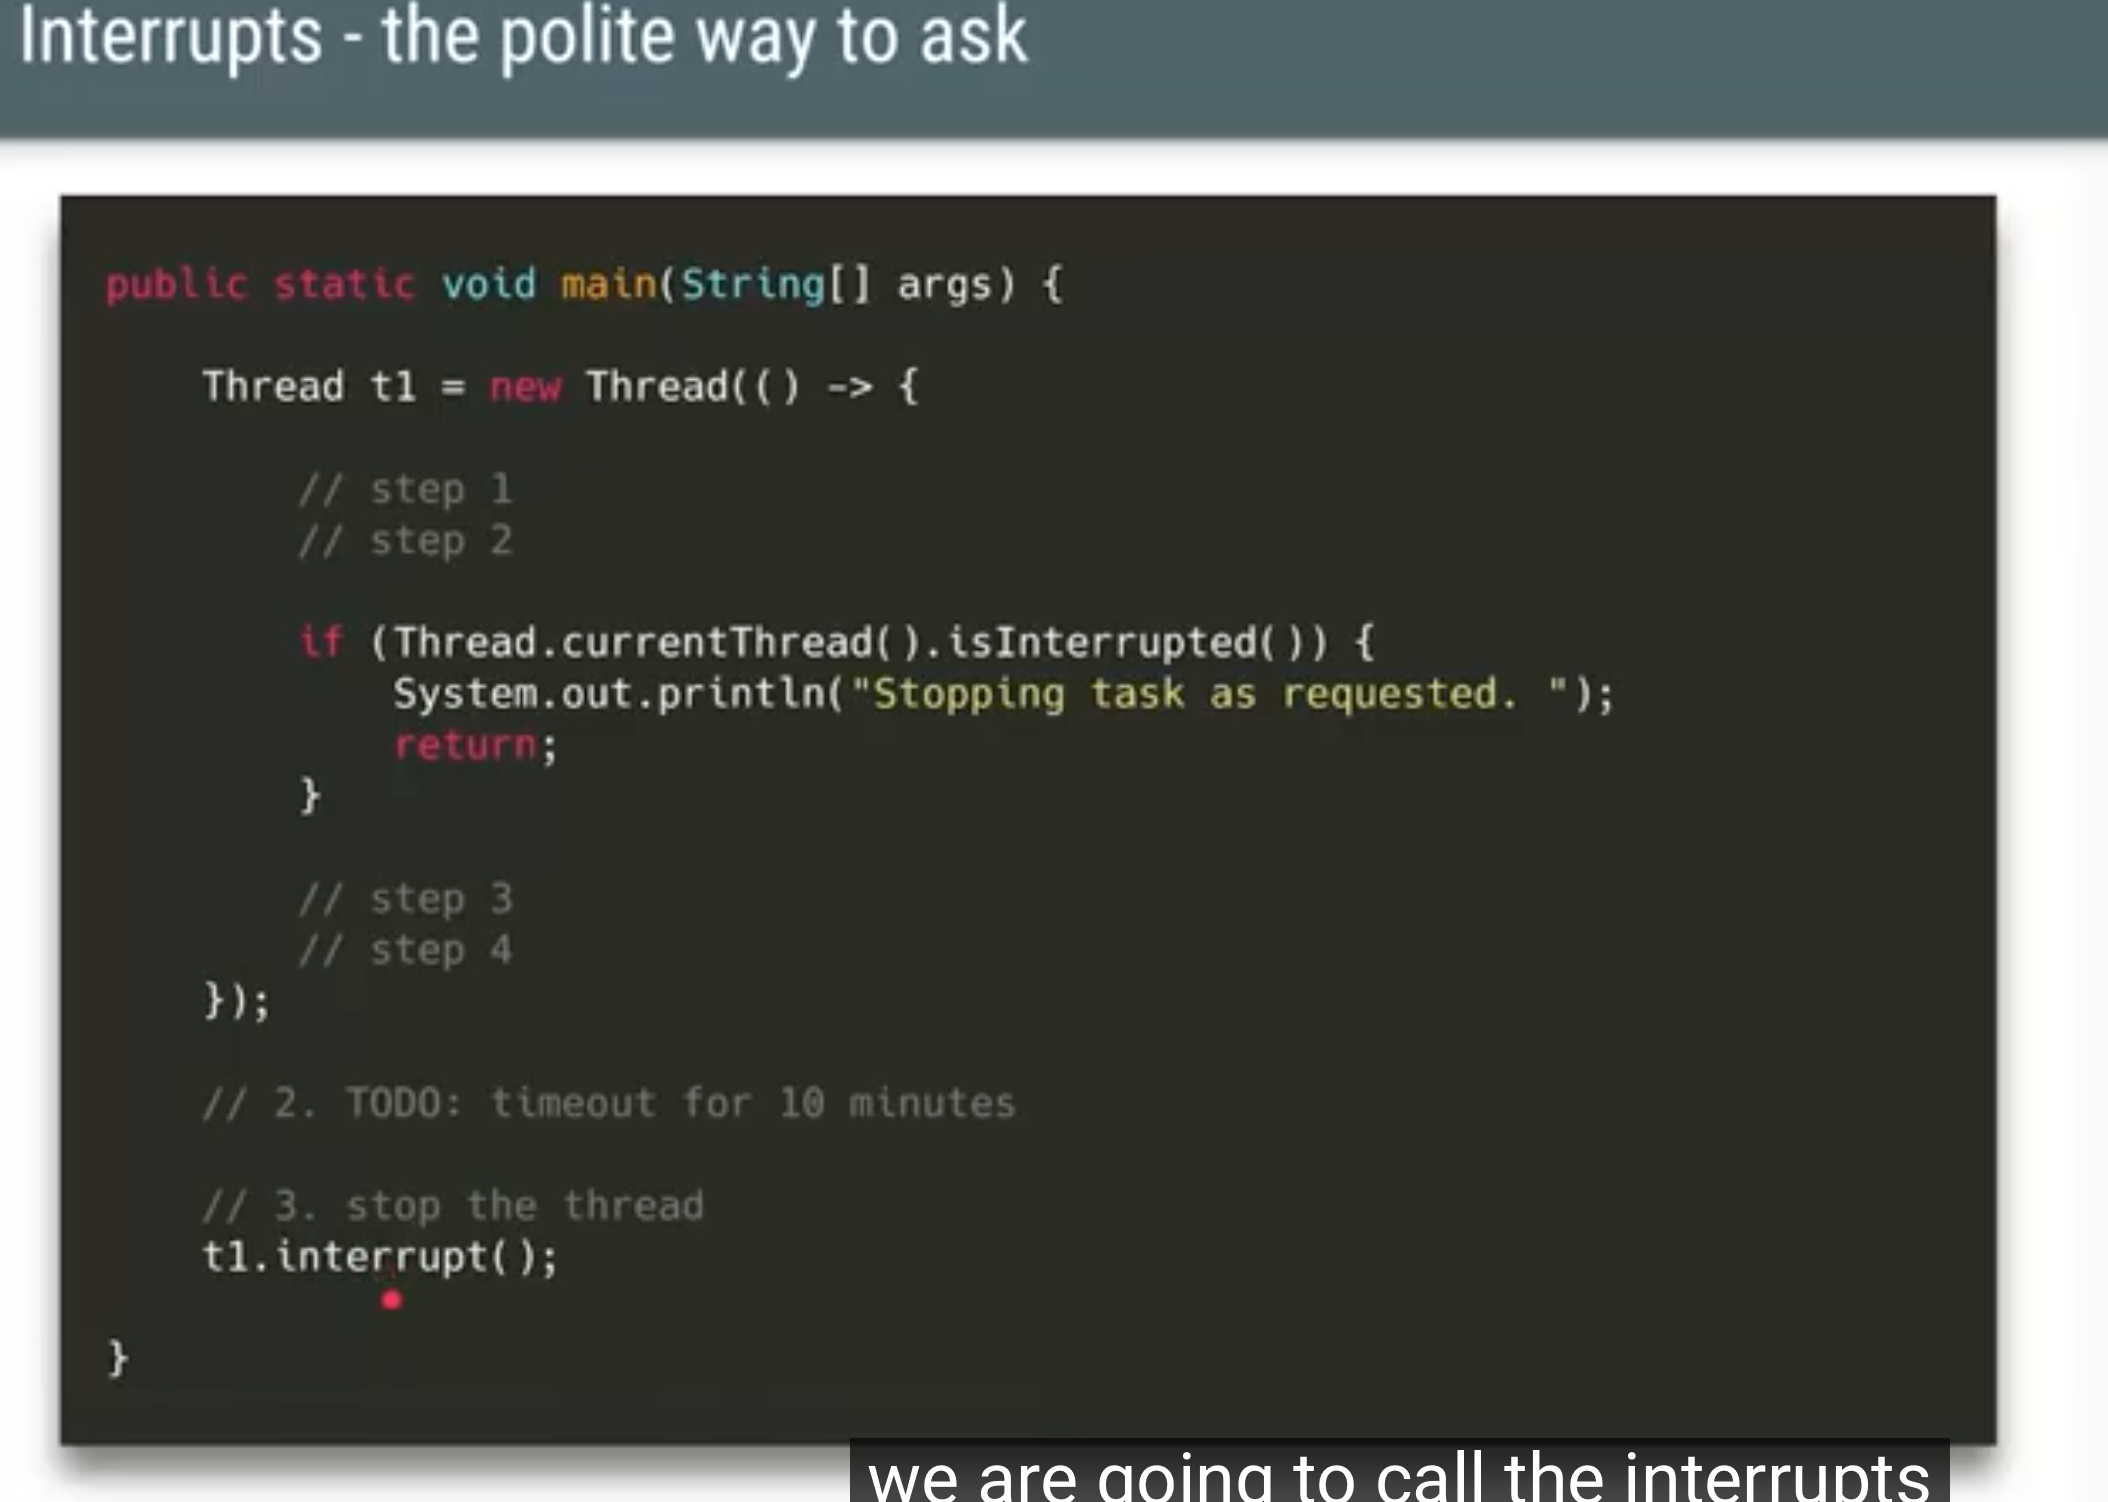 Interrupts - the polite way to ask
public static void main(String[] args) {
Thread t1 = new Thread(() -> {
// step 1
// step 2
if (Thread.currentThread().isInterrupted()) {
System.out.println("Stopping task as requested. ");
return;
}
// step 3
// step 4
});
// 2. TODO: timeout for 10 minutes
// 3. stop the thread
t1.interrupt();
}
we are going to call the interrupts